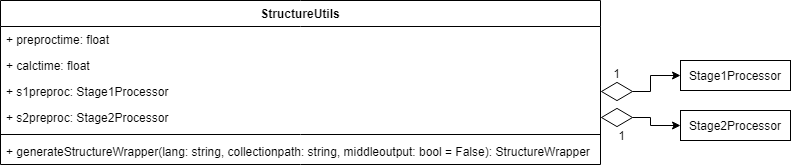 StructureUtils
+ preproctime: float
+ calctime: float
+ s1preproc: Stage1Processor
+ s2preproc: Stage2Processor
+ generateStructureWrapper(lang: string, collectionpath: string, middleoutput: bool = False): StructureWrapper
1
Stage1Processor
Stage2Processor
1